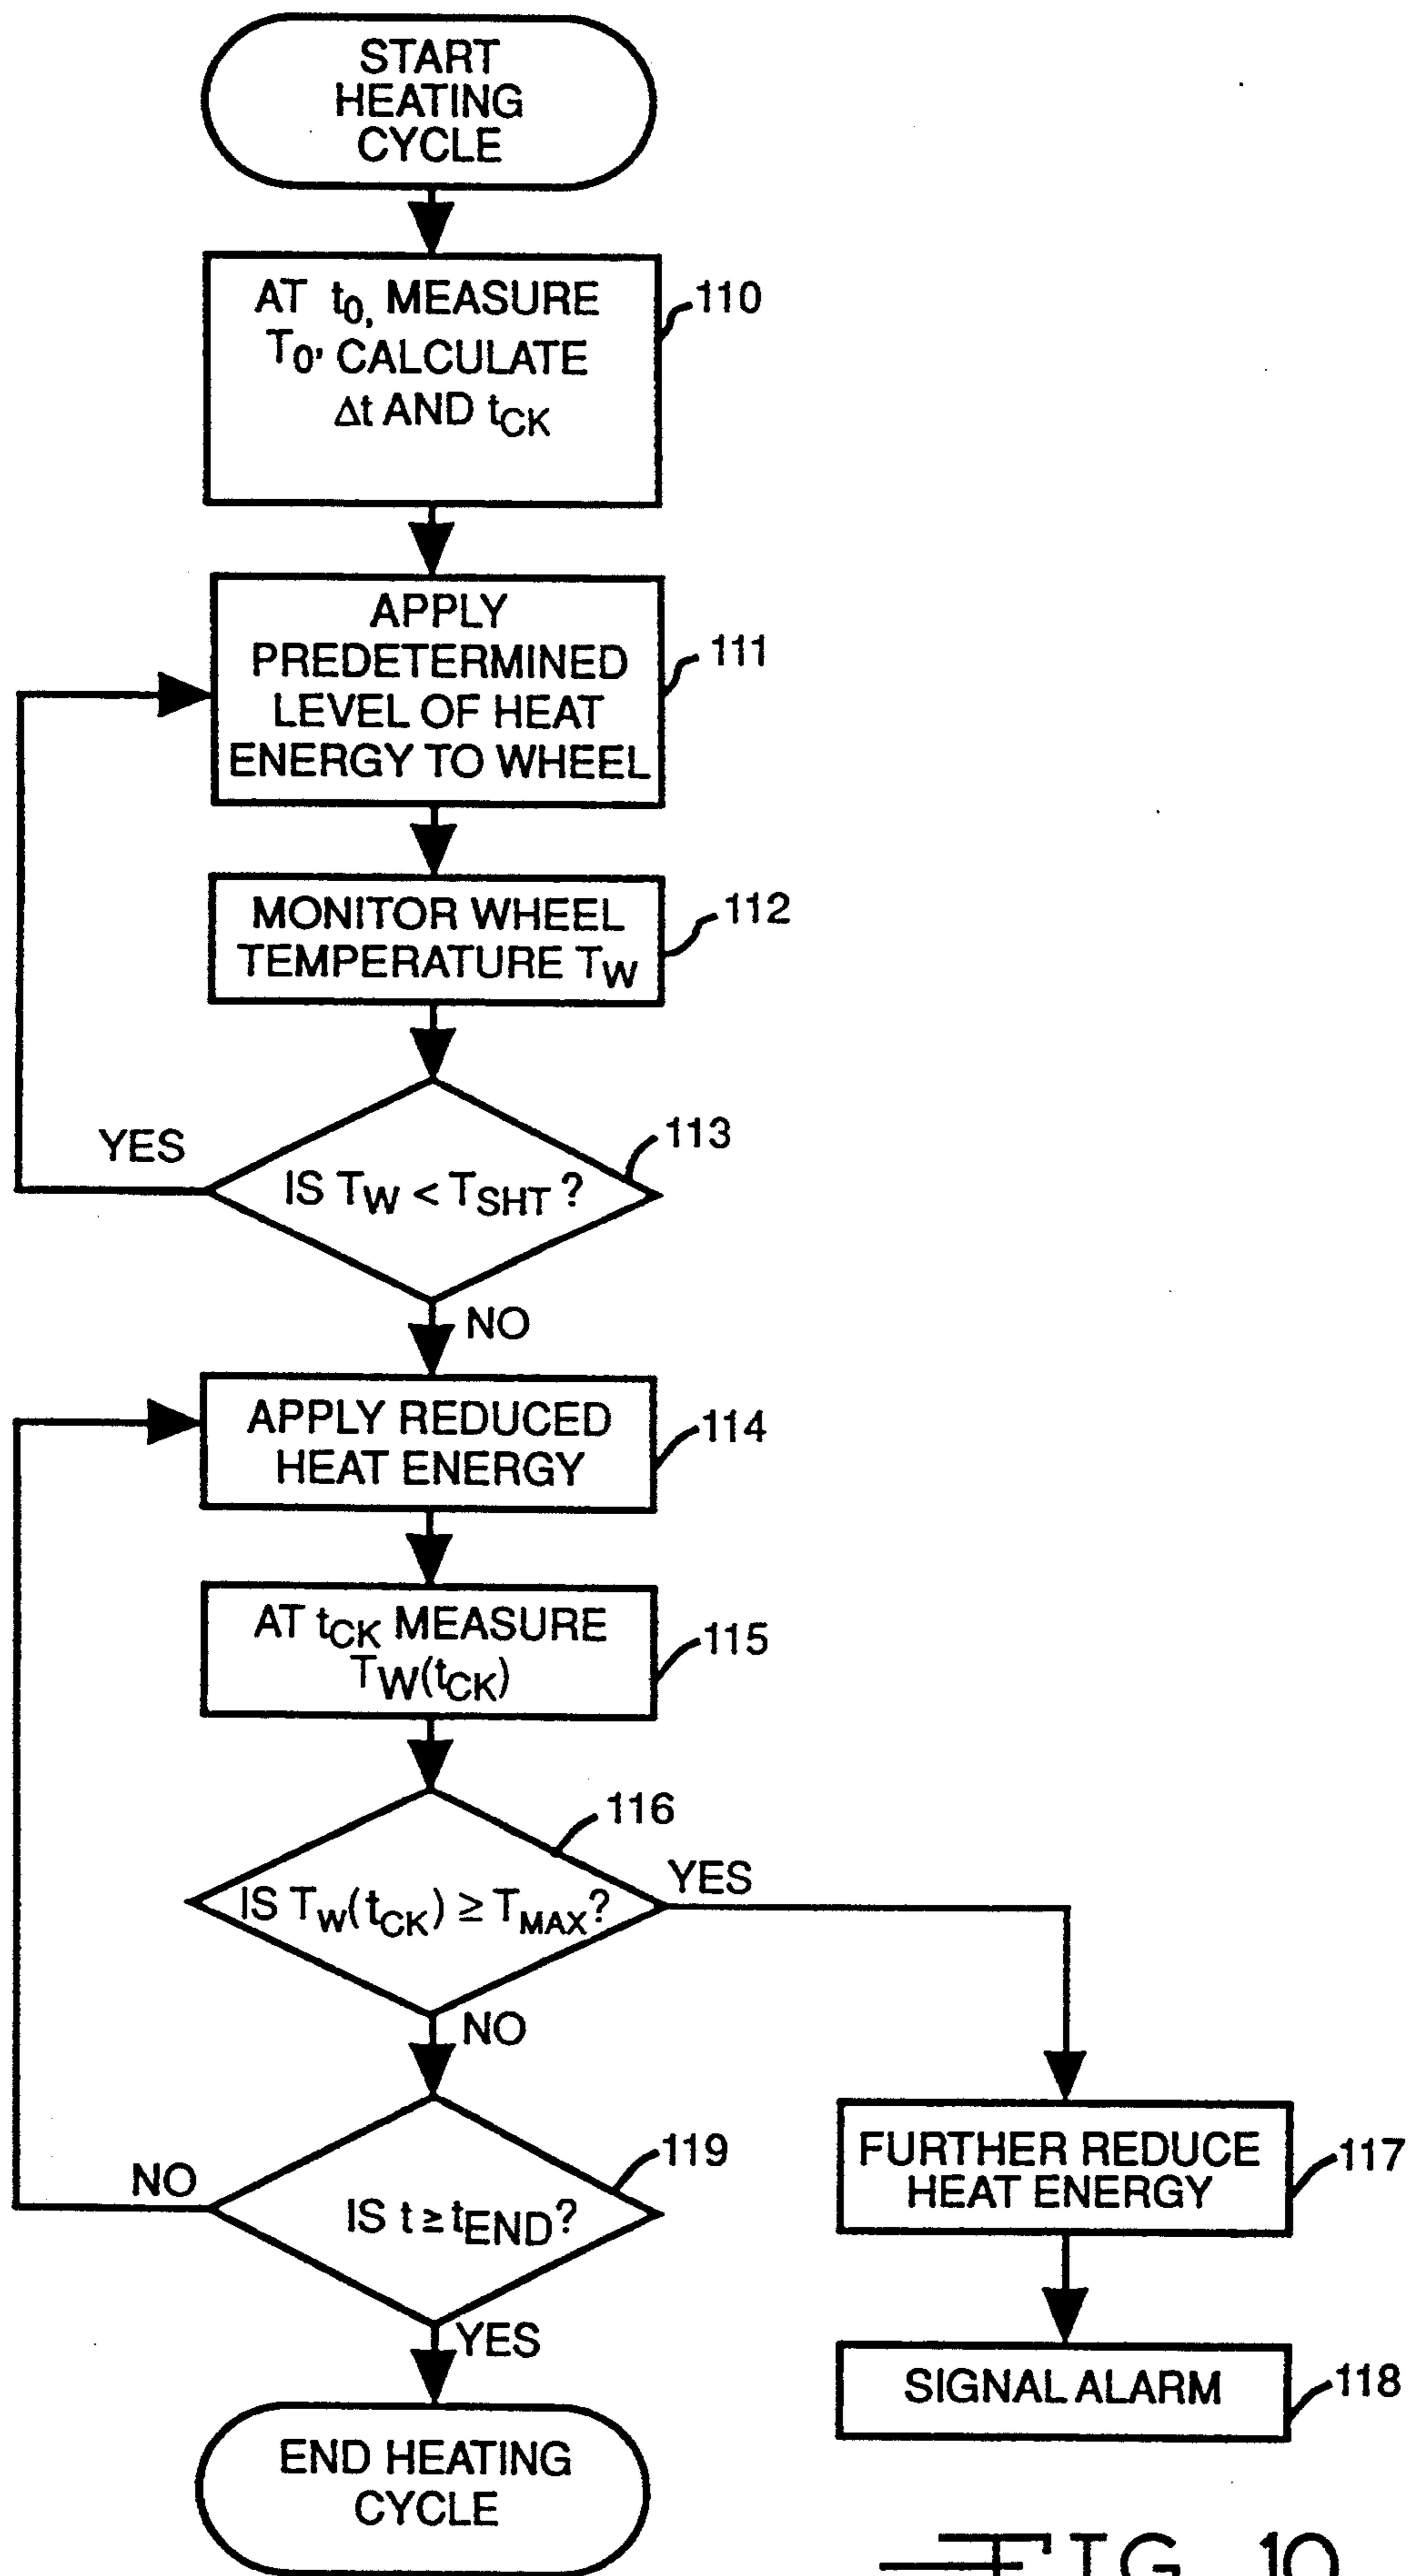 START
HEATING
CYCLE
AT t0, MEASURE
T0, CALCULATE
Δt AND tCK
110
APPLY
PREDETERMINED
LEVEL OF HEAT
ENERGY TO WHEEL
111
MONITOR WHEEL
TEMPERATURE TW
112
YES
IS TW < TSHT ?
113
NO
APPLY REDUCED
HEAT ENERGY
114
AT tCK MEASURE
TW(tCK)
115
116
IS TW(tCK) ≥ TMAX?
YES
NO
119
NO
IS t ≥ tEND?
FURTHER REDUCE
HEAT ENERGY
117
YES
SIGNAL ALARM
118
END HEATING
CYCLE
FIG. 10